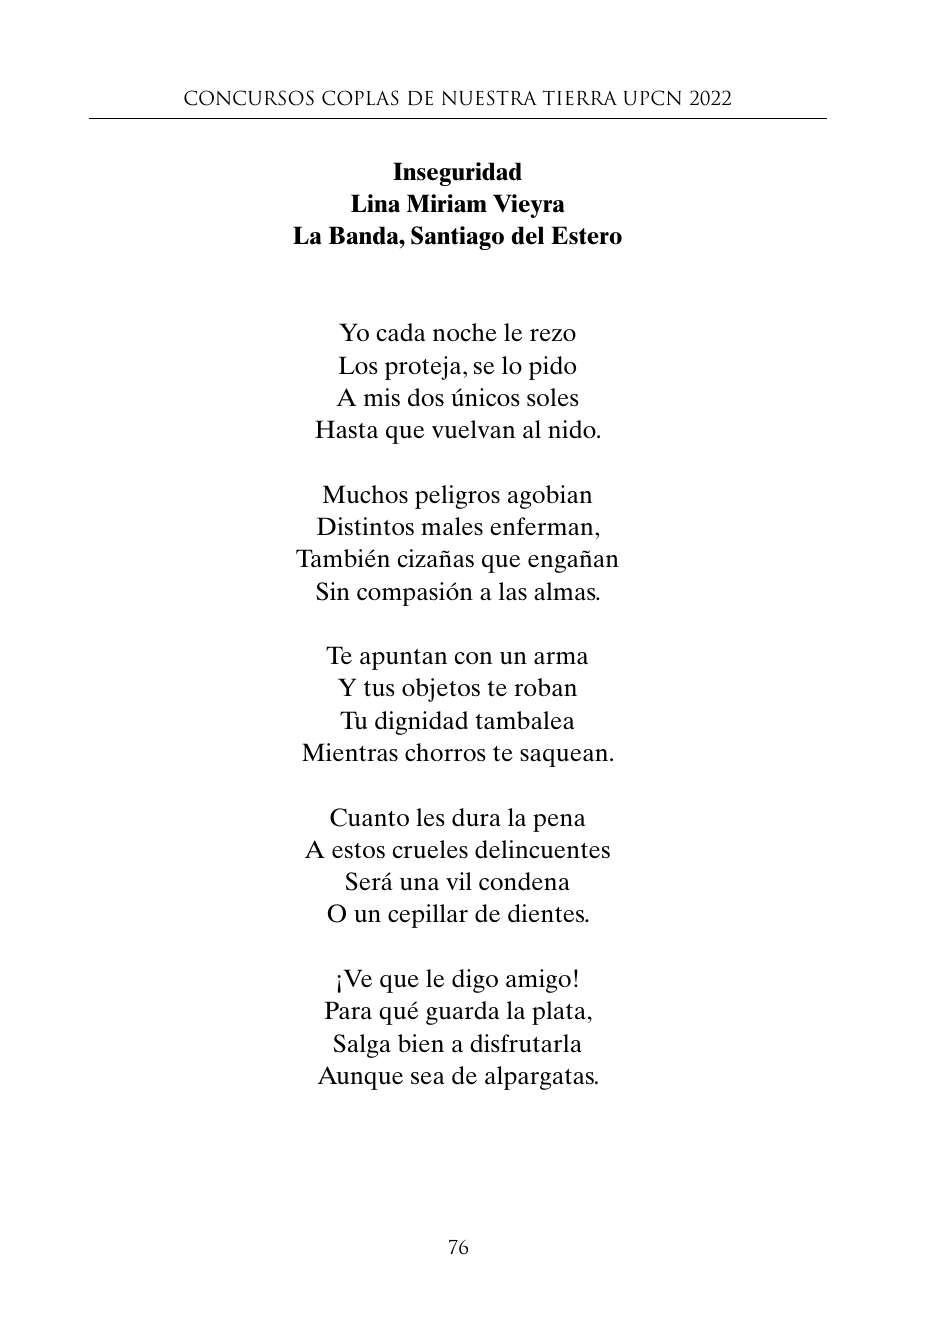 CONCURSOS COPLAS DE NUESTRA TIERRA UPCN 2022
Inseguridad
Lina Miriam Vieyra
La Banda, Santiago del Estero
Yo cada noche le rezo
Los proteja, se lo pido
A mis dos únicos soles
Hasta que vuelvan al nido.
Muchos peligros agobian
Distintos males enferman,
También cizañas que engañan
Sin compasión a las almas.
Te apuntan con un arma
Y tus objetos te roban
Tu dignidad tambalea
Mientras chorros te saquean.
Cuanto les dura la pena
A estos crueles delincuentes
Será una vil condena
O un cepillar de dientes.
¡Ve que le digo amigo!
Para qué guarda la plata,
Salga bien a disfrutarla
Aunque sea de alpargatas.
76